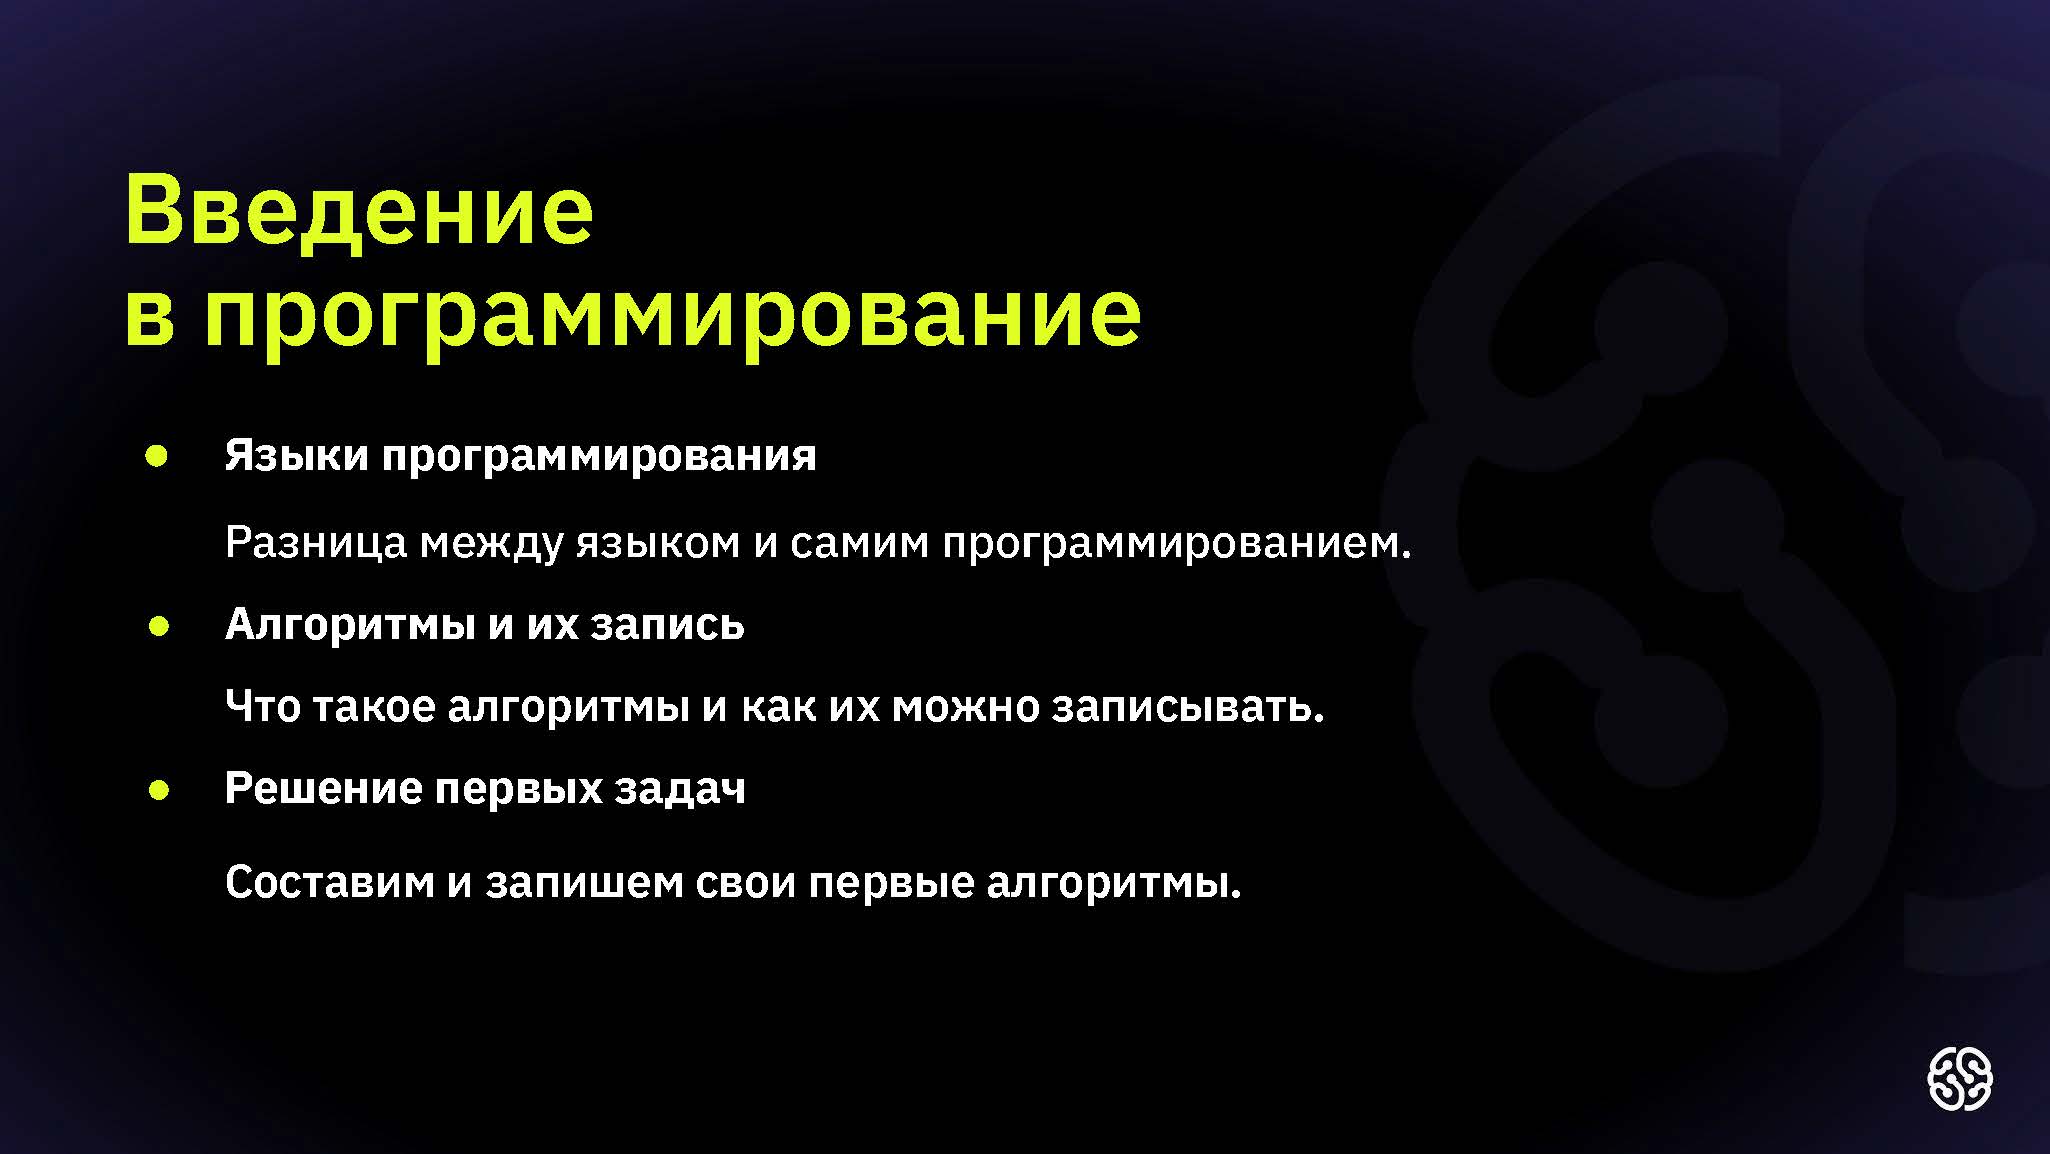 Введение
в программирование
● Языки программирования
Разница между языком и самим программированием.
● Алгоритмы и их запись
Что такое алгоритмы и как их можно записывать.
● Решение первых задач
Составим и запишем свои первые алгоритмы.